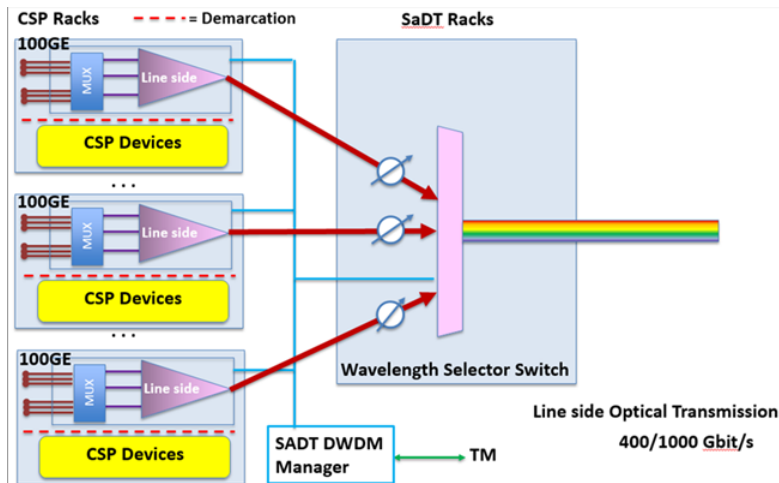 CSP Racks
= Demarcation
SaDT Racks
100GE
MUX
Line side
CSP Devices
...
100GE
MUX
Line side
CSP Devices
...
100GE
MUX
Line side
CSP Devices
Wavelength Selector Switch
SADT DWDM
Manager
TM
Line side Optical Transmission
400/1000 Gbit/s